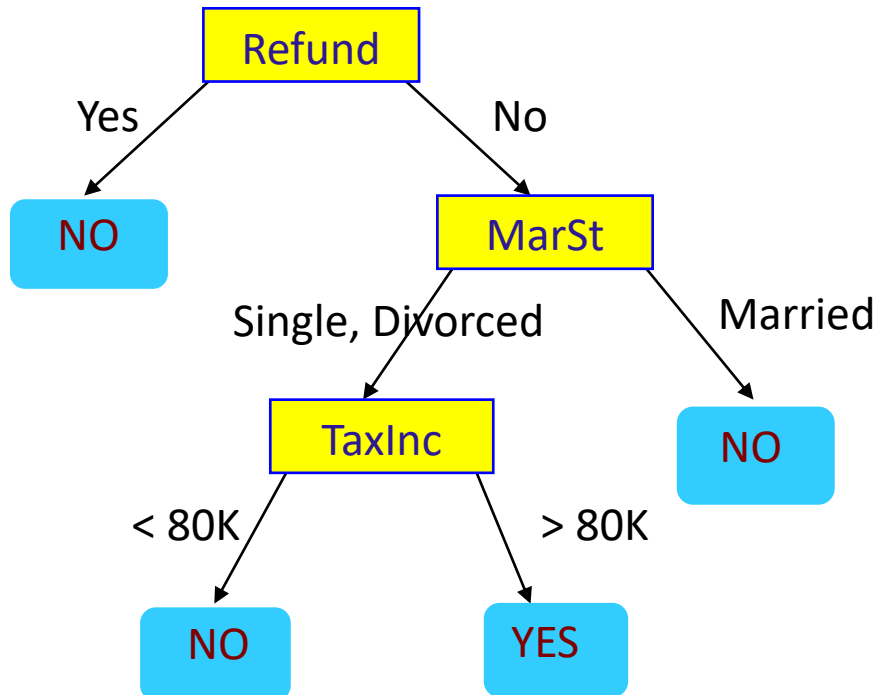 Refund
Yes
No
NO
MarSt
Single, Divorced
Married
TaxInc
NO
< 80K
> 80K
NO
YES